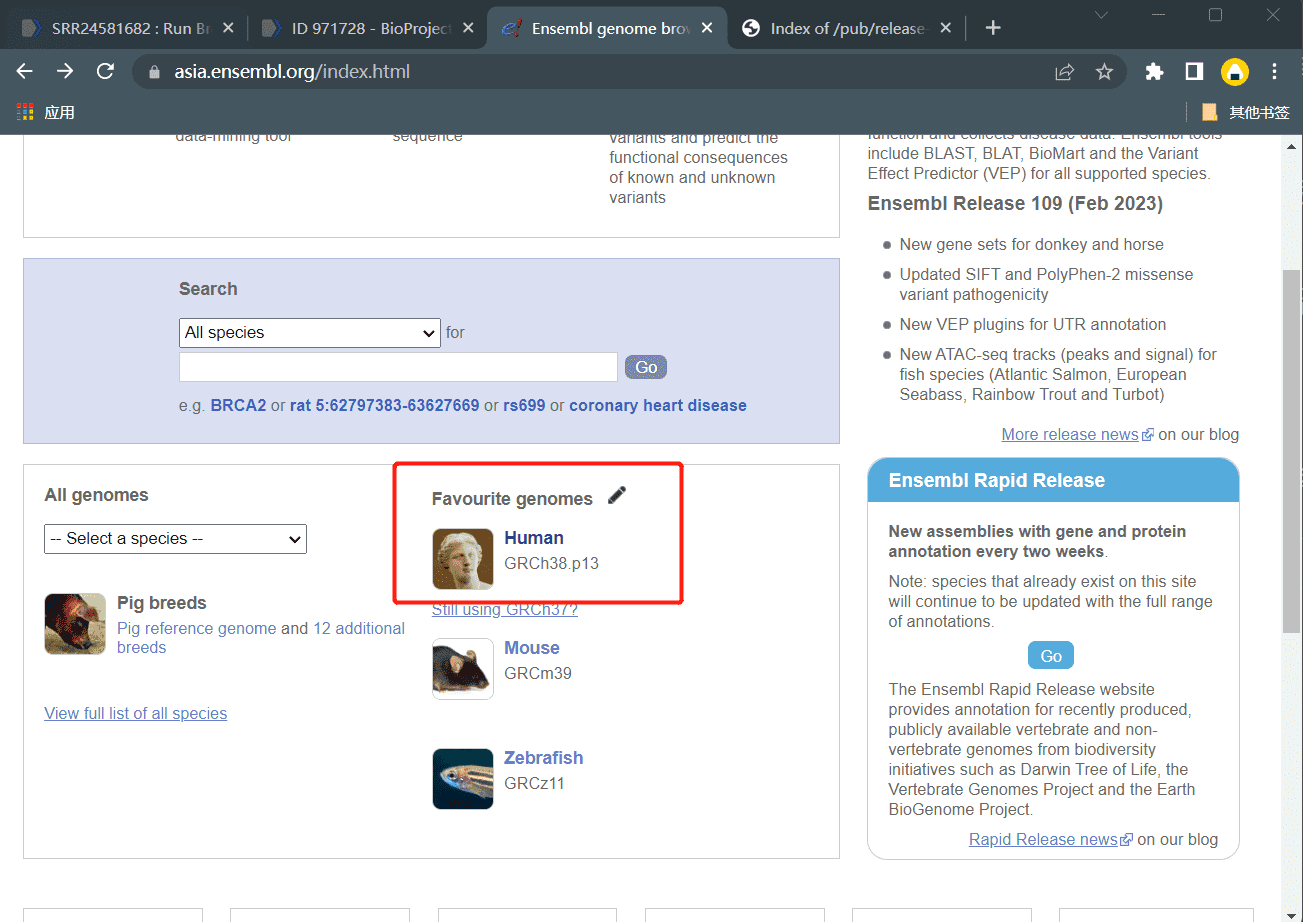 SRR24581682 : Run Br
ID 971728 - BioProject
Ensembl genome brow
Index of /pub/release-
asia.ensembl.org/index.html
应用
其他书签
data-mining tool
sequence
variants and predict the
functional consequences
of known and unknown
variants
Search
All species
for
Go
e.g. BRCA2 or rat 5:62797383-63627669 or rs699 or coronary heart disease
All genomes
-- Select a species --
Pig breeds
Pig reference genome and 12 additional
breeds
View full list of all species
Favourite genomes
Human
GRCh38.p13
Still using GRCh37?
Mouse
GRCm39
Zebrafish
GRCz11
function and collects disease data. Ensembl tools
include BLAST, BLAT, BioMart and the Variant
Effect Predictor (VEP) for all supported species.
Ensembl Release 109 (Feb 2023)
New gene sets for donkey and horse
Updated SIFT and PolyPhen-2 missense
variant pathogenicity
New VEP plugins for UTR annotation
New ATAC-seq tracks (peaks and signal) for
fish species (Atlantic Salmon, European
Seabass, Rainbow Trout and Turbot)
More release news on our blog
Ensembl Rapid Release
New assemblies with gene and protein
annotation every two weeks.
Note: species that already exist on this site
will continue to be updated with the full range
of annotations.
Go
The Ensembl Rapid Release website
provides annotation for recently produced,
publicly available vertebrate and non-
vertebrate genomes from biodiversity
initiatives such as Darwin Tree of Life, the
Vertebrate Genomes Project and the Earth
BioGenome Project.
Rapid Release news on our blog